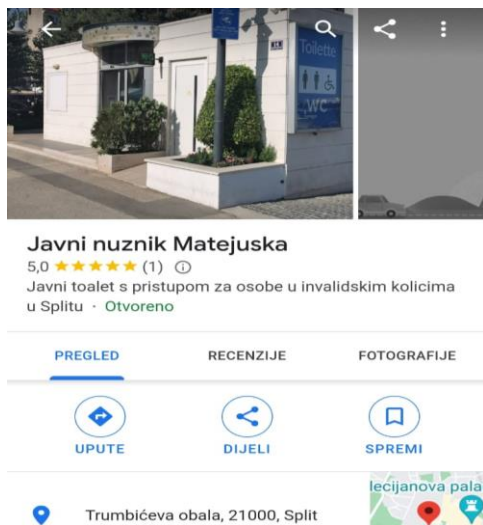 Toilette
WC
Javni nuznik Matejuska
5,0 (1)
Javni toalet s pristupom za osobe u invalidskim kolicima
u Splitu · Otvoreno
PREGLED RECENZIJE FOTOGRAFIJE
UPUTE DIJELI SPREMI
lecijanova pala
Trumbićeva obala, 21000, Split